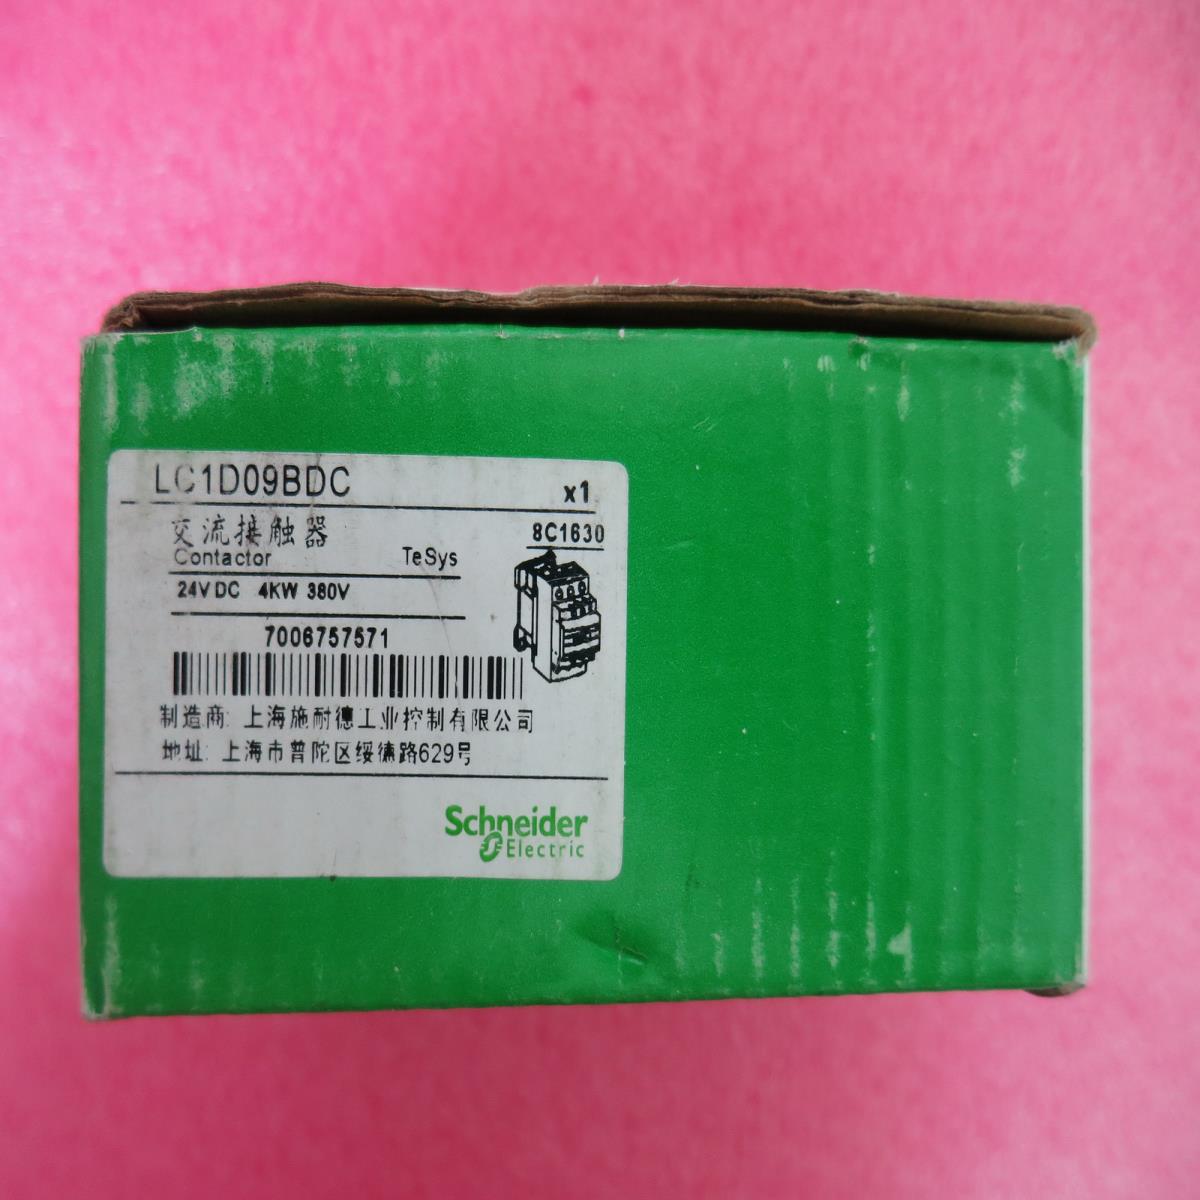 LC1D09BDC x1
交流接触器 8C1630
Contactor TeSys
24V DC 4KW 380V
7006757571
制造商: 上海施耐德工业控制有限公司
地址: 上海市普陀区绥德路629号
Schneider
Electric